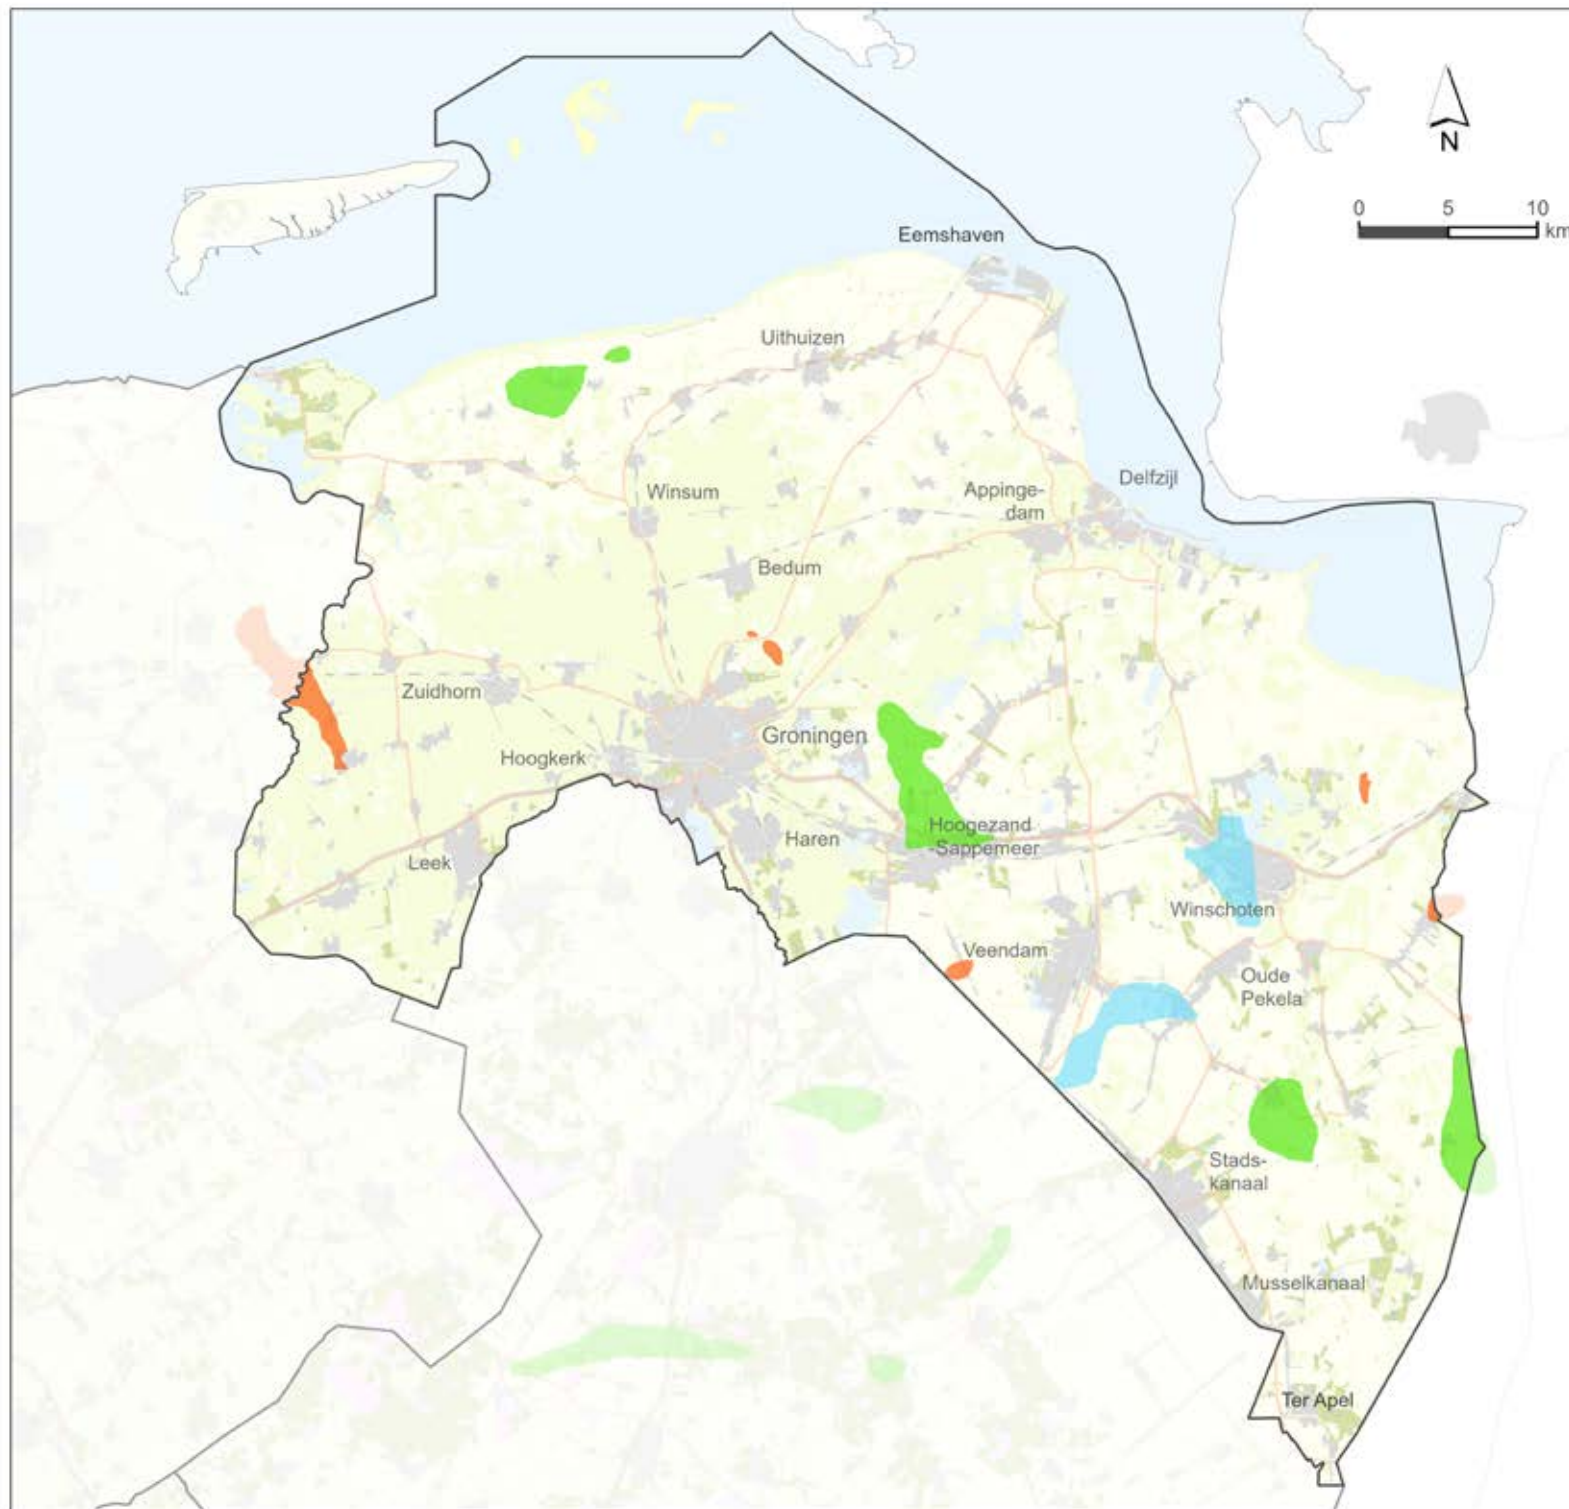 N
0 5 10
km
Eemshaven
Uithuizen
Winsum
Appinge-
dam
Delfzijl
Bedum
Zuidhorn
Groningen
Hoogkerk
Hoogezand
-Sappemeer
Haren
Leek
Winschoten
Veendam
Oude
Pekela
Stads-
kanaal
Musselkanaal
Ter Apel